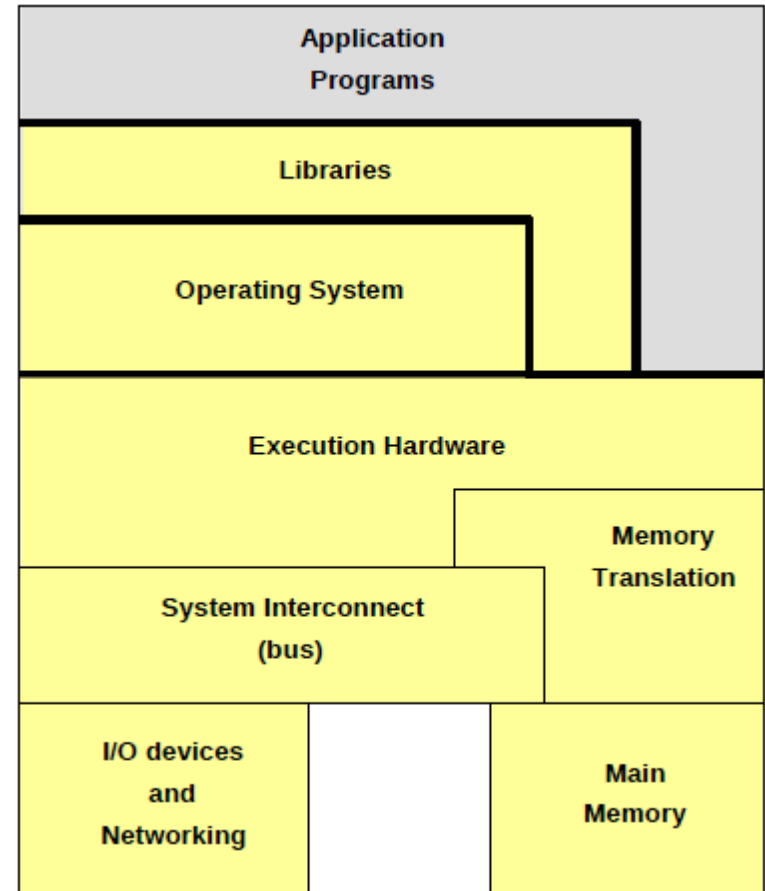 Application
Programs
Libraries
Operating System
Execution Hardware
Memory
Translation
System Interconnect
(bus)
I/O devices
and
Networking
Main
Memory